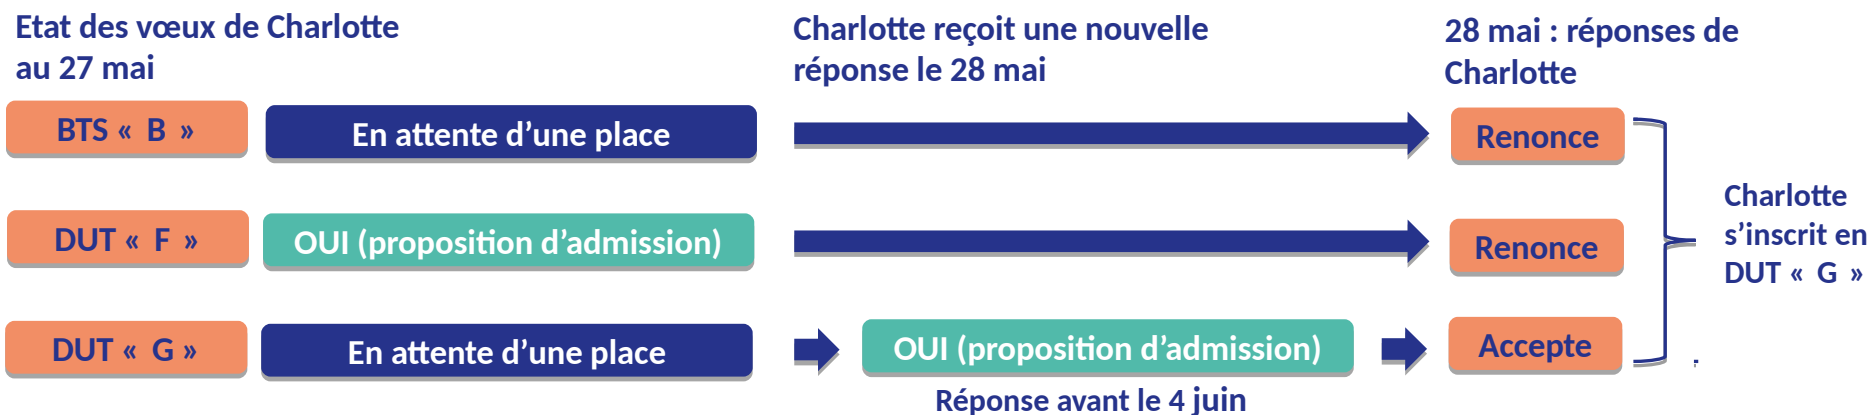 Etat des vœux de Charlotte
au 27 mai
Charlotte reçoit une nouvelle
réponse le 28 mai
28 mai : réponses de
Charlotte
BTS « B »
En attente d’une place
Renonce
DUT « F »
OUI (proposition d’admission)
Renonce
DUT « G »
En attente d’une place
OUI (proposition d’admission)
Accepte
Réponse avant le 4 juin
Charlotte
s’inscrit en
DUT « G »